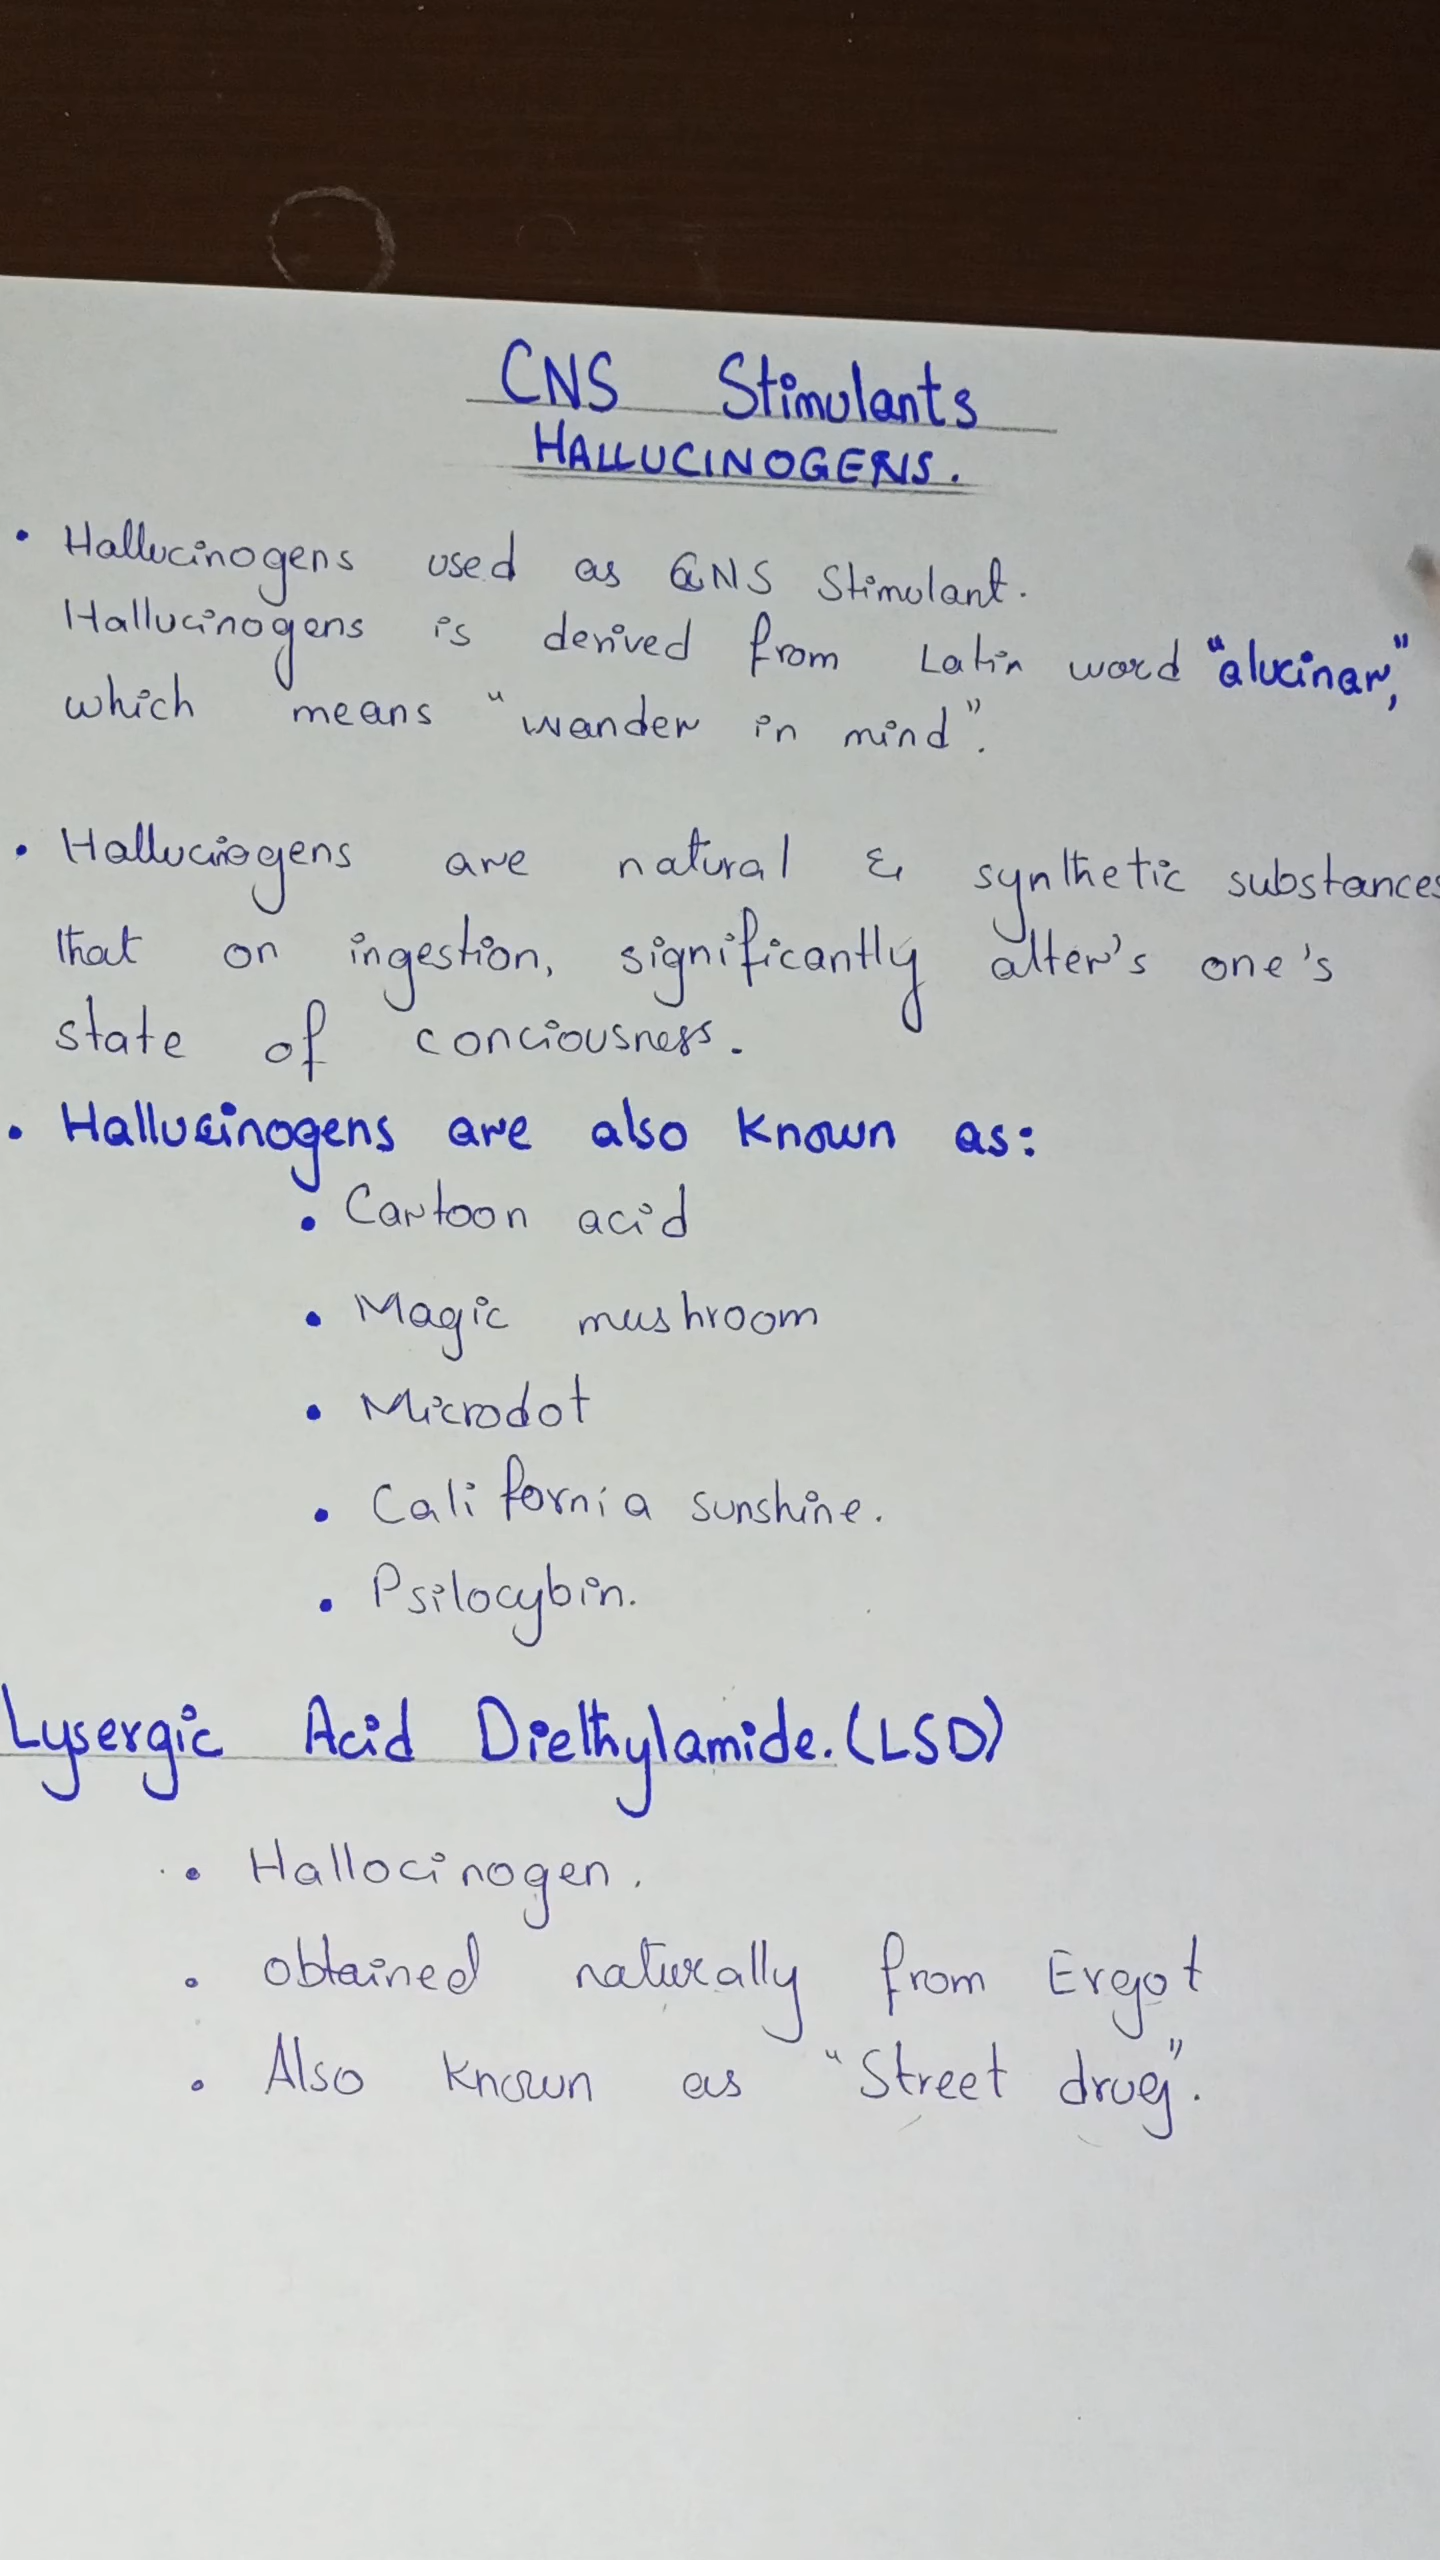 CNS Stimulants
HALLUCINOGENS.
• Hallucinogens used as CNS Stimulant.
Hallucinogens is derived from Latin word "alucinar,"
which means "wander in mind".
• Halluciogens are natural & synthetic substances
that on ingestion, significantly alter's one's
state of conciousness.
• Hallucinogens are also known as:
• Cartoon acid
• Magic mushroom
• Microdot
• California sunshine.
• Psilocybin.
Lysergic Acid Diethylamide. (LSD)
• Hallocinogen.
• obtained naturally from Ergot
• Also known as "Street drug".